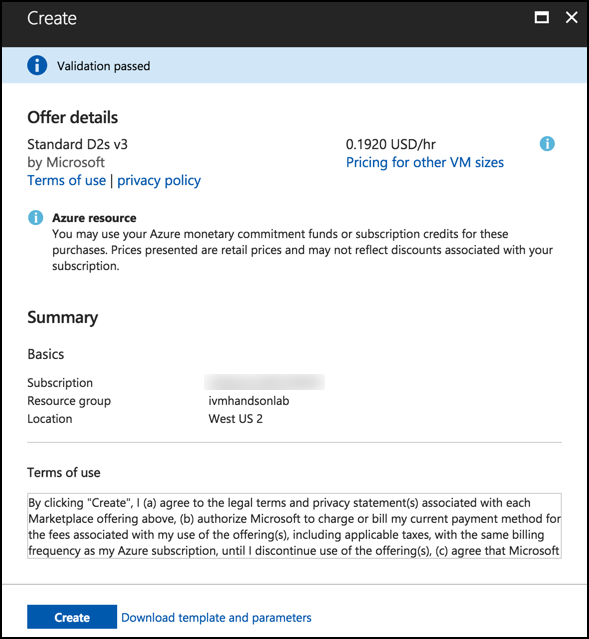 Create
Validation passed
Offer details
Standard D2s v3
0.1920 USD/hr
by Microsoft
Pricing for other VM sizes
Terms of use | privacy policy
Azure resource
You may use your Azure monetary commitment funds or subscription credits for these
purchases. Prices presented are retail prices and may not reflect discounts associated with your
subscription.
Summary
Basics
Subscription
Resource group ivmhandsonlab
Location West US 2
Terms of use
By clicking "Create", I (a) agree to the legal terms and privacy statement(s) associated with each
Marketplace offering above, (b) authorize Microsoft to charge or bill my current payment method for
the fees associated with my use of the offering(s), including applicable taxes, with the same billing
frequency as my Azure subscription, until I discontinue use of the offering(s), (c) agree that Microsoft
Create Download template and parameters